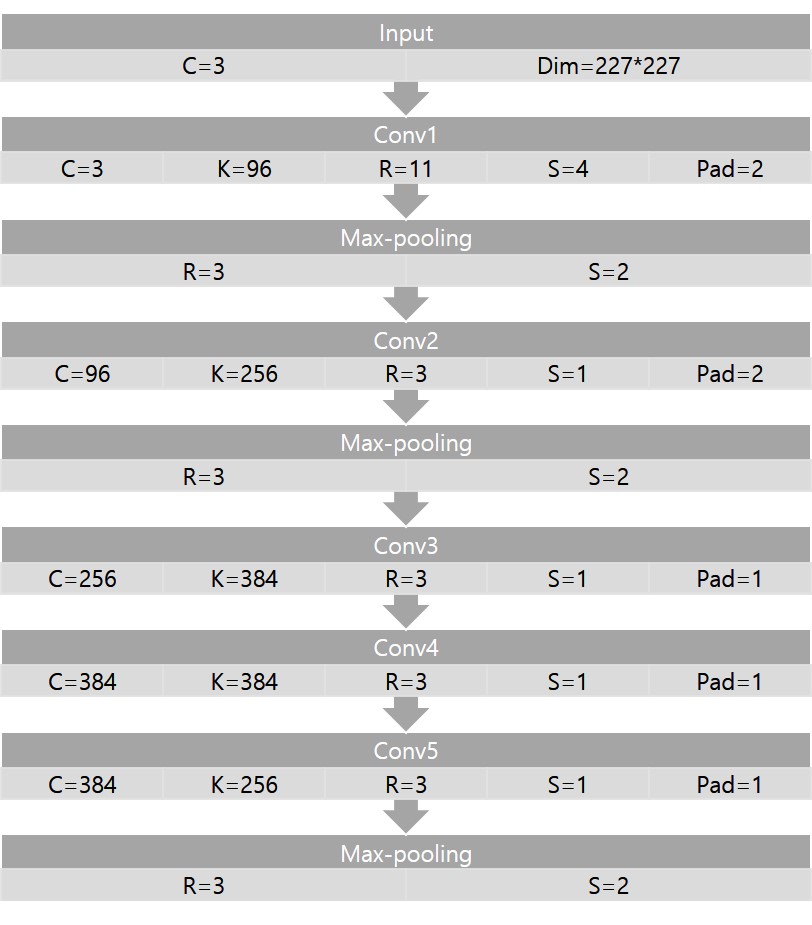 Input
C=3 Dim=227*227
Conv1
C=3 K=96 R=11 S=4 Pad=2
Max-pooling
R=3 S=2
Conv2
C=96 K=256 R=3 S=1 Pad=2
Max-pooling
R=3 S=2
Conv3
C=256 K=384 R=3 S=1 Pad=1
Conv4
C=384 K=384 R=3 S=1 Pad=1
Conv5
C=384 K=256 R=3 S=1 Pad=1
Max-pooling
R=3 S=2